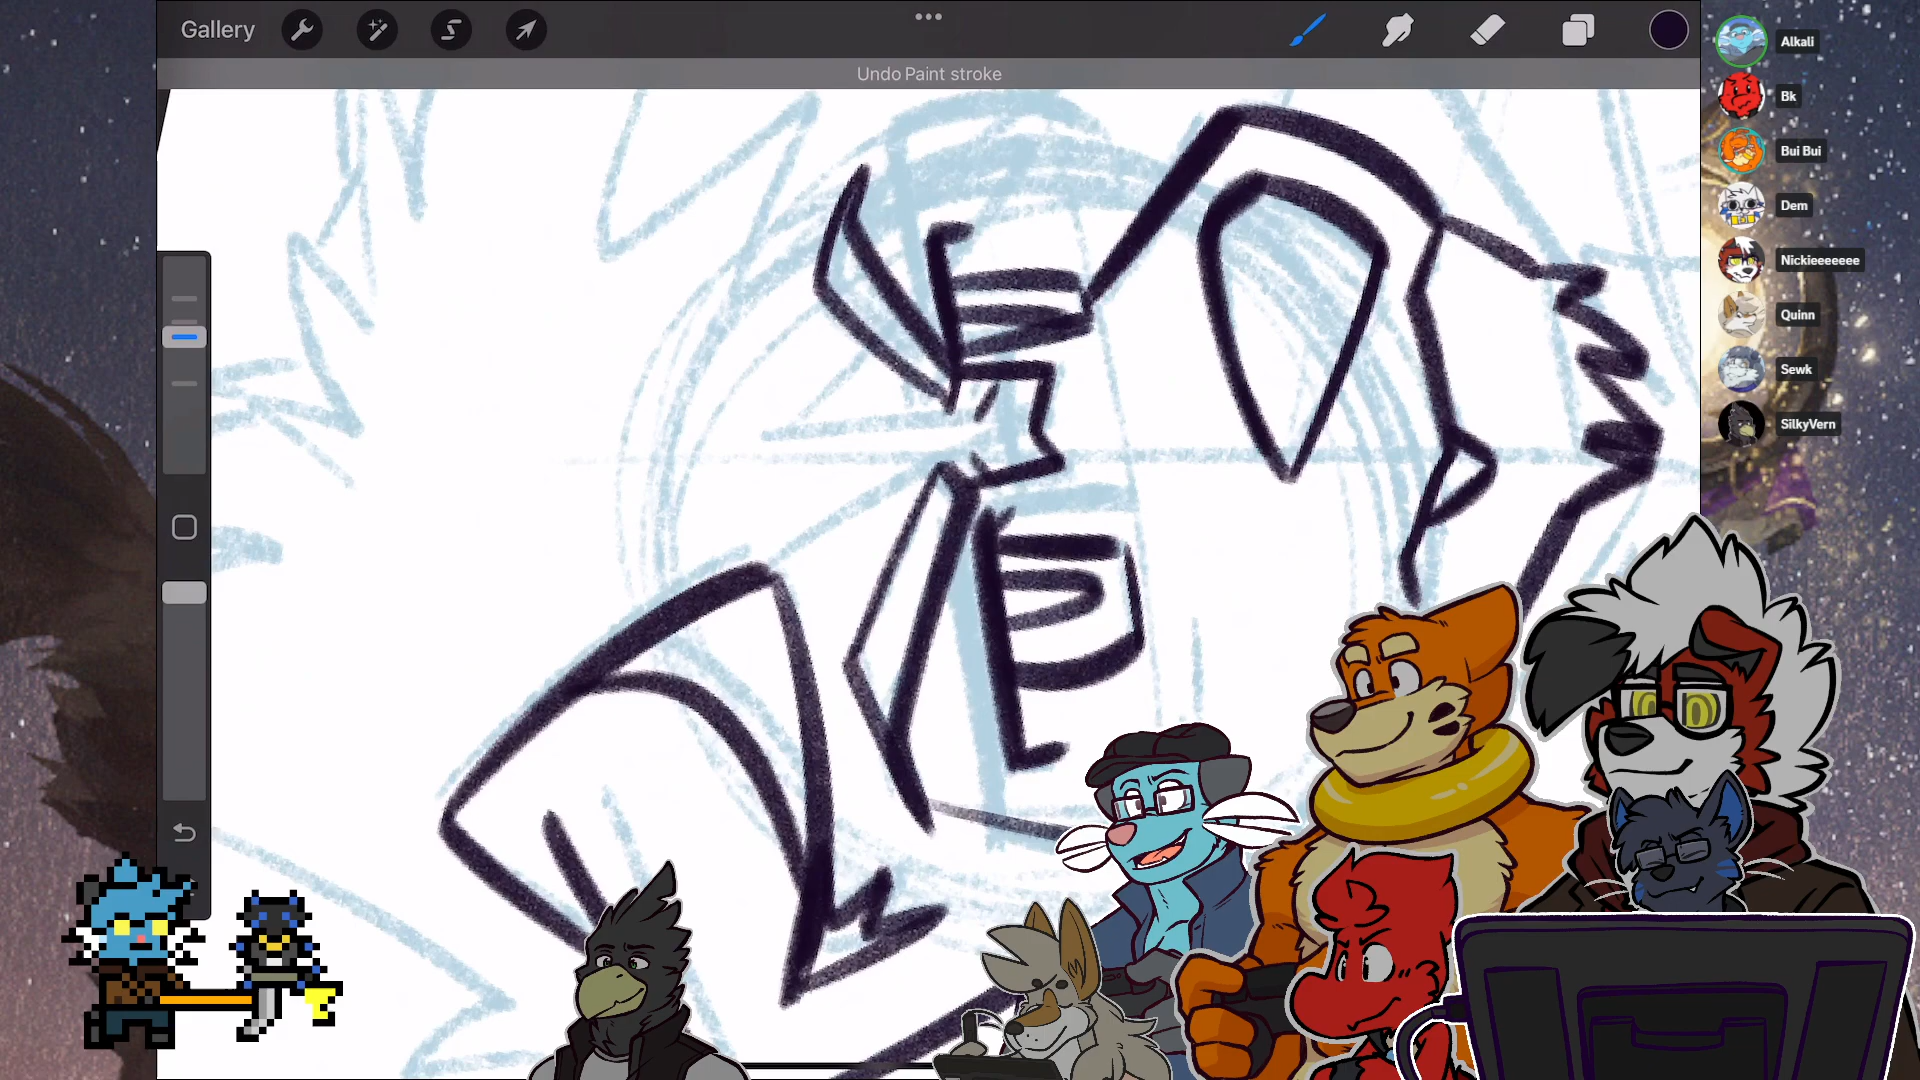 Gallery
Undo Paint stroke
Alkali
Bk
Bui Bui
Dem
Nickieeeeeee
Quinn
Sewk
SilkyVern